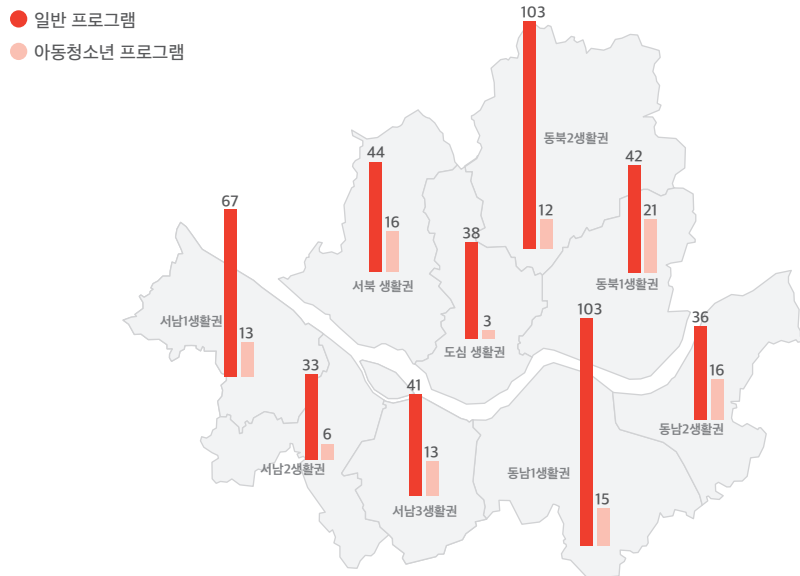 일반 프로그램
아동청소년 프로그램
103
12
동북2생활권
44
16
서북 생활권
42
21
동북1생활권
67
13
서남1생활권
38
3
도심 생활권
103
15
동남1생활권
36
16
동남2생활권
33
6
서남2생활권
41
13
서남3생활권